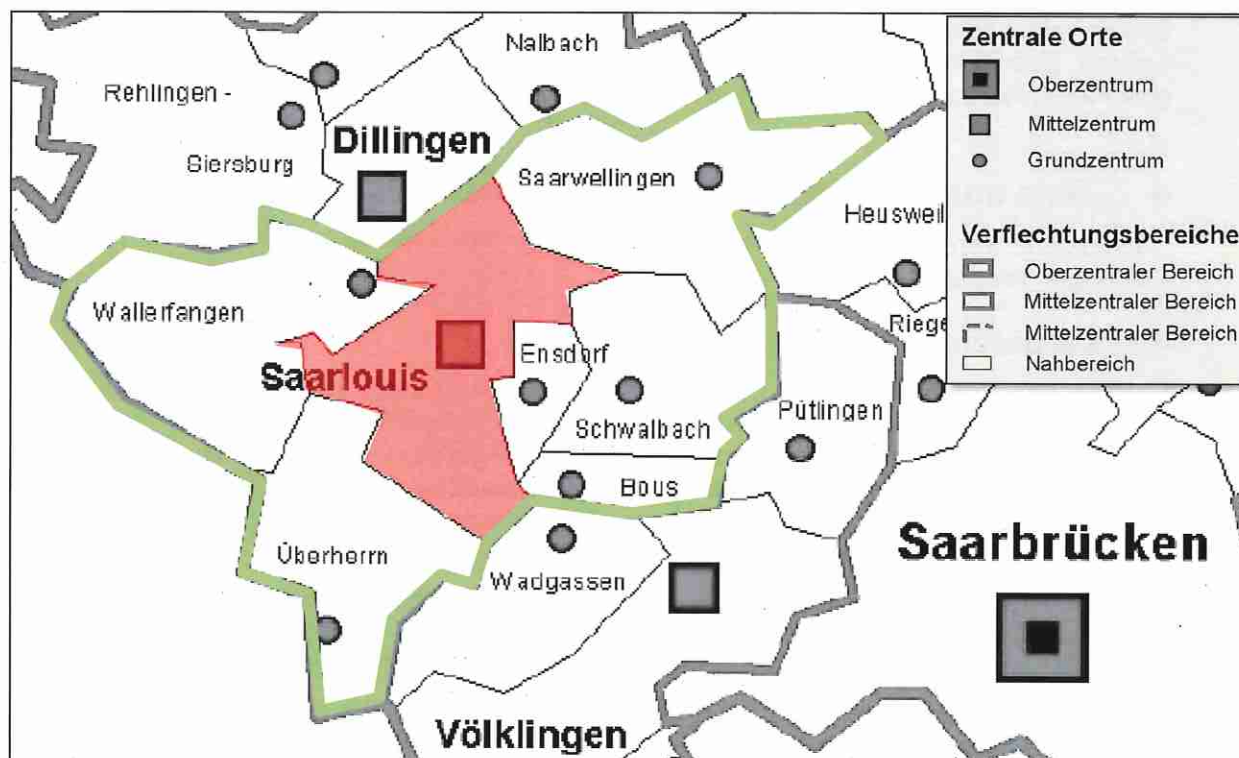 Nalbach
Rehlingen -
Siersburg
Dillingen
Saarwellingen
Wallerfangen
Saarlouis
Ensdorf
Schwalbach
Bous
Überherrn
Wadgassen
Völklingen
Püttlingen
Saarbrücken
Heusweil
Riege
Zentrale Orte
Oberzentrum
Mittelzentrum
Grundzentrum
Verflechtungsbereiche
Oberzentraler Bereich
Mittelzentraler Bereich
Mittelzentraler Bereich
Nahbereich